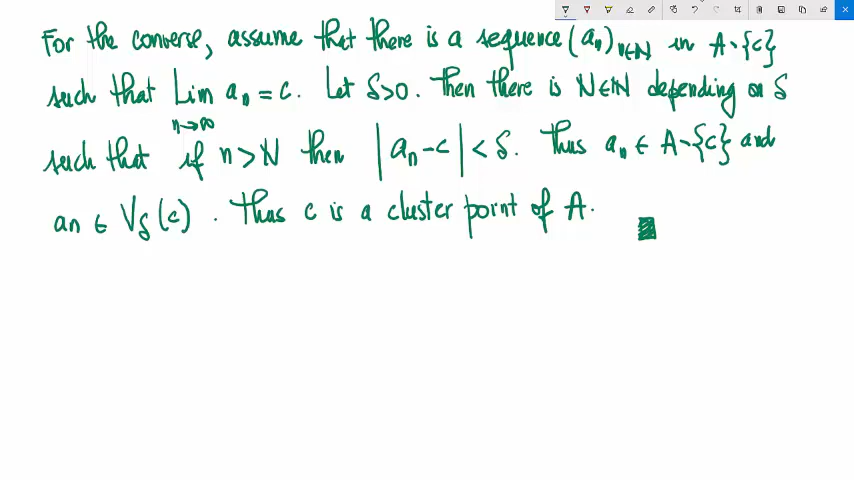 For the converse, assume that there is a sequence (aₙ)ₙ∈ℕ in A∖{c}
such that Lim aₙ = c. Let δ>0. Then there is N∈ℕ depending on δ
n→∞
such that if n>N then |aₙ-c|<δ. Thus aₙ ∈ A∖{c} and
an ∈ V_δ(c). Thus c is a cluster point of A.